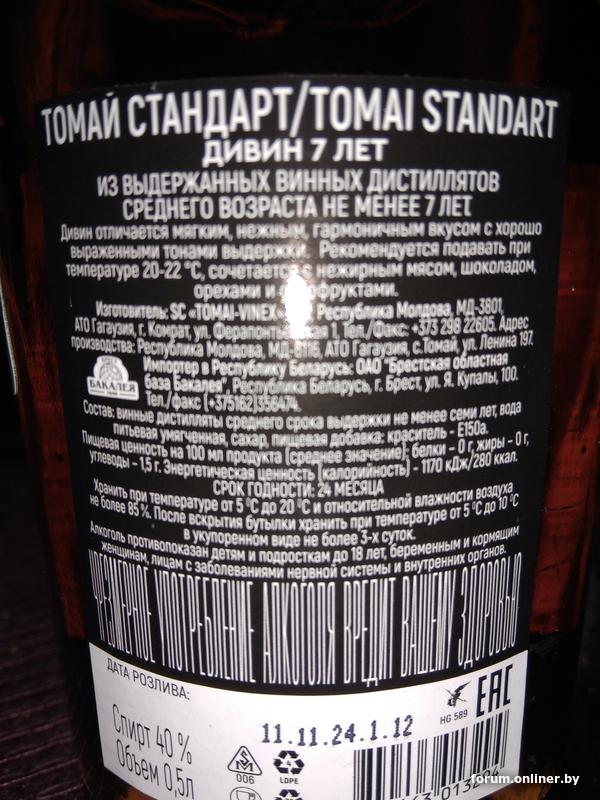 ТОМАЙ СТАНДАРТ/TOMAI STANDART
ДИВИН 7 ЛЕТ
ИЗ ВЫДЕРЖАННЫХ ВИННЫХ ДИСТИЛЛЯТОВ
СРЕДНЕГО ВОЗРАСТА НЕ МЕНЕЕ 7 ЛЕТ
Дивин отличается мягким, нежным, гармоничным вкусом с хорошо
выраженными тонами выдержки. Рекомендуется подавать при
температуре 20-22 °С, сочетается с нежирным мясом, шоколадом,
орехами и
Изготовитель: SC «TOMAI-VINEX» Республика Молдова, МД-3801,
АТО Гагаузия, г. Комрат, ул. 1. Тел./Факс: +373 298 22605. Адрес
производства: Республика Молдова, АТО Гагаузия, с.Томай, ул. Ленина 197.
Импортер в Республику Беларусь: ОАО "Брестская областная
база Бакалея", Республика Беларусь, г. Брест, ул. Я. Купалы, 100.
БАКАЛЕЯ
Тел./факс (+375162)356474.
Состав: винные дистилляты среднего срока выдержки не менее семи лет, вода
питьевая умягченная, сахар, пищевая добавка: краситель - Е150а.
Пищевая ценность на 100 мл продукта (среднее значение): белки - 0 г, жиры - 0 г,
углеводы - 1,5 г. Энергетическая ценность (калорийность) - 1170 кДж/280 ккал.
СРОК ГОДНОСТИ: 24 МЕСЯЦА
Хранить при температуре от 5 °С до 20 °С и относительной влажности воздуха
не более 85 %. После вскрытия бутылки хранить при температуре от 5 °С до 10 °С
в укупоренном виде не более 3-х суток.
Алкоголь противопоказан детям и подросткам до 18 лет, беременным и кормящим
женщинам, лицам с заболеваниями нервной системы и внутренних органов.
ЧРЕЗМЕРНОЕ УПОТРЕБЛЕНИЕ АЛКОГОЛЯ ВРЕДИТ ВАШЕМУ ЗДОРОВЬЮ
ДАТА РОЗЛИВА:
11.11.24.1.12
HG 589
EAC
Спирт 40 %
Объем 0,5л
006
4
LDPE
forum.onliner.by